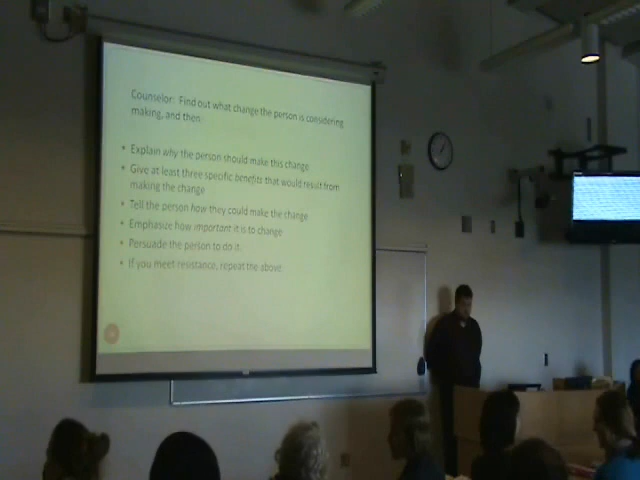 Counselor: Find out what change the person is considering
making, and then:
• Explain why the person should make this change:
• Give at least three specific benefits that would result from
making the change
• Tell the person how they could make the change
• Emphasize how important it is to change
• Persuade the person to do it.
• If you meet resistance, repeat the above